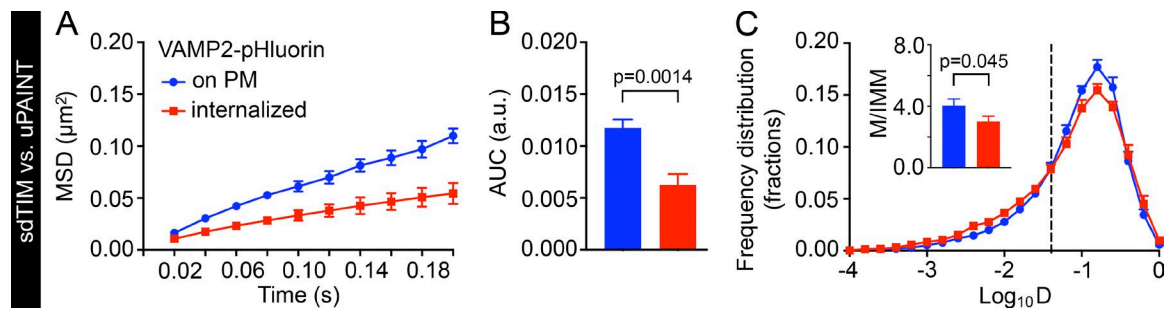 sdTIM vs. uPAINT
A
MSD (µm²)
0.20
0.15
0.10
0.05
0.00
VAMP2-pHluorin
on PM
internalized
0.02 0.06 0.10 0.14 0.18
Time (s)
B
AUC (a.u.)
0.020
0.015
0.010
0.005
0.000
p=0.0014
C
Frequency distribution
(fractions)
0.20
0.15
0.10
0.05
0.00
M/IMM
8.0
4.0
0.0
p=0.045
-4 -3 -2 -1 0
Log₁₀D